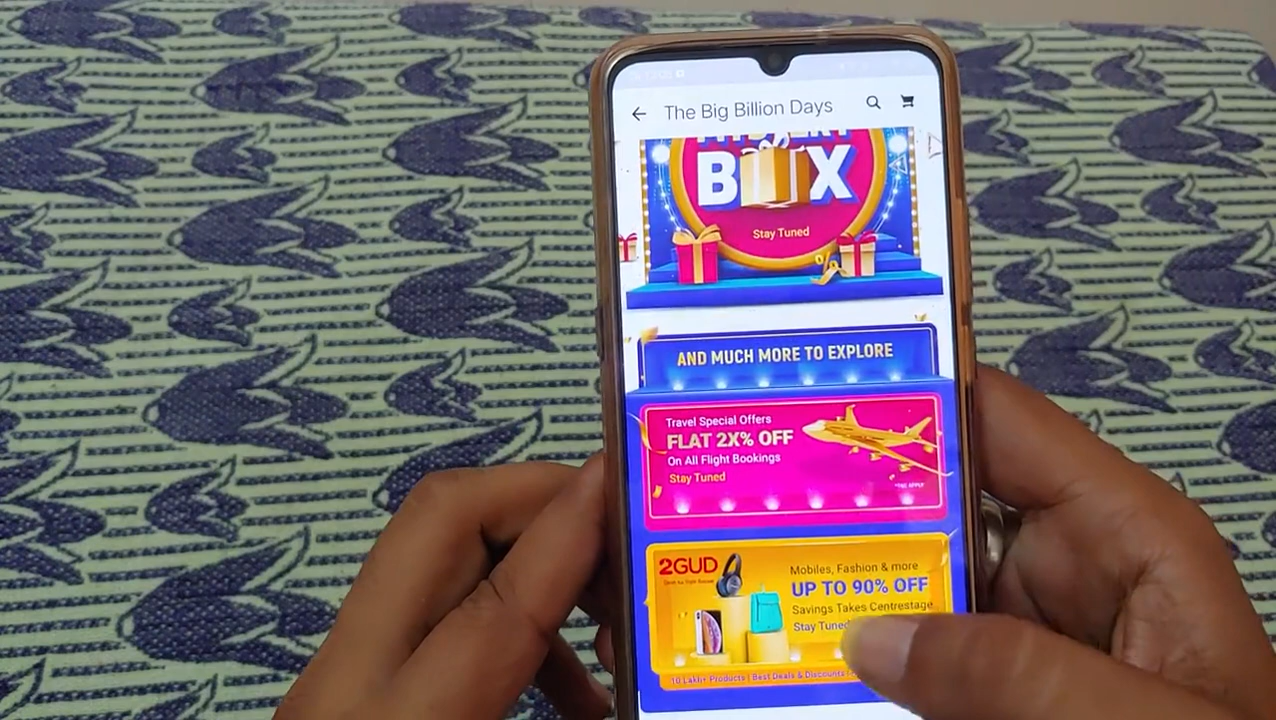 The Big Billion Days
MYSTERY
BOX
Stay Tuned
AND MUCH MORE TO EXPLORE
Travel Special Offers
FLAT 2X% OFF
On All Flight Bookings
Stay Tuned
*T&C APPLY
2GUD
Mobiles, Fashion & more
UP TO 90% OFF
Savings Takes Centrestage
Stay Tuned
10 Lakh+ Products | Best Deals & Discounts